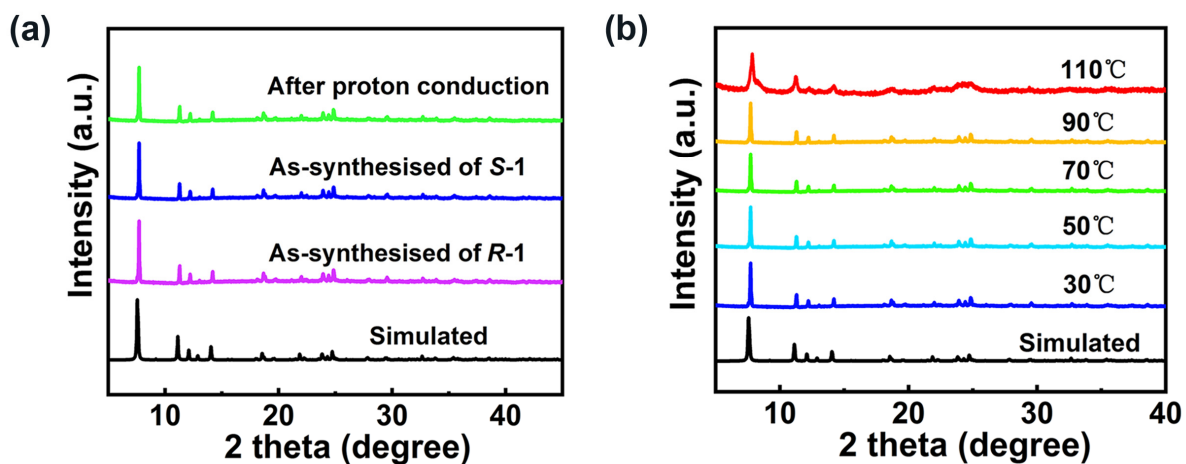 (a)
Intensity (a.u.)
After proton conduction
As-synthesised of S-1
As-synthesised of R-1
Simulated
10 20 30 40
2 theta (degree)
(b)
Intensity (a.u.)
110℃
90℃
70℃
50℃
30℃
Simulated
10 20 30 40
2 theta (degree)